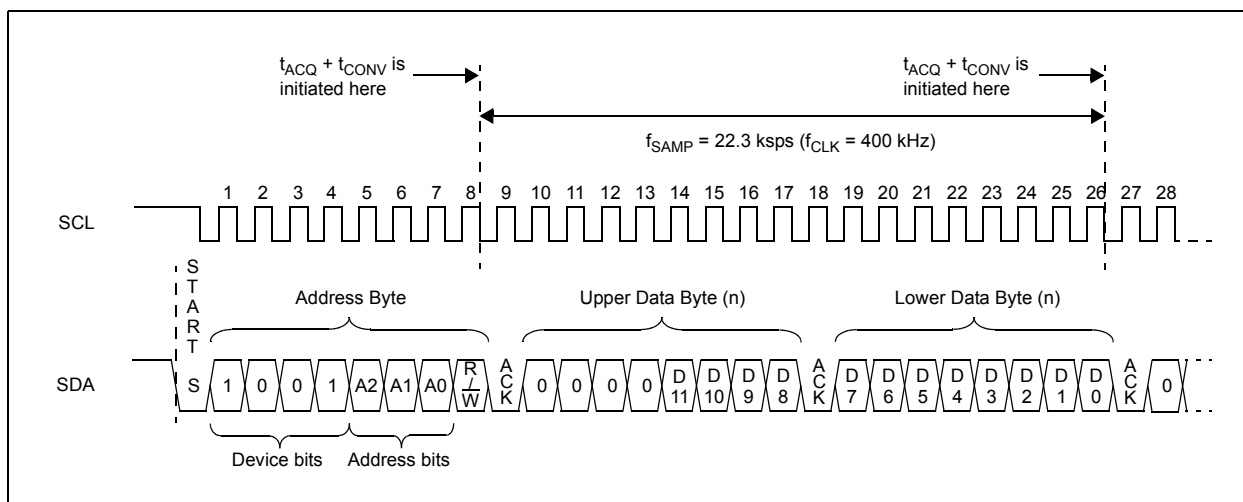 tACQ + tCONV is
initiated here
tACQ + tCONV is
initiated here
fSAMP = 22.3 ksps (fCLK = 400 kHz)
1 2 3 4 5 6 7 8 9 10 11 12 13 14 15 16 17 18 19 20 21 22 23 24 25 26 27 28
SCL
START
Address Byte
Upper Data Byte (n)
Lower Data Byte (n)
SDA
S 1 0 0 1 A2 A1 A0 R/W ACK 0 0 0 0 D11 D10 D9 D8 ACK D7 D6 D5 D4 D3 D2 D1 D0 ACK 0
Device bits
Address bits